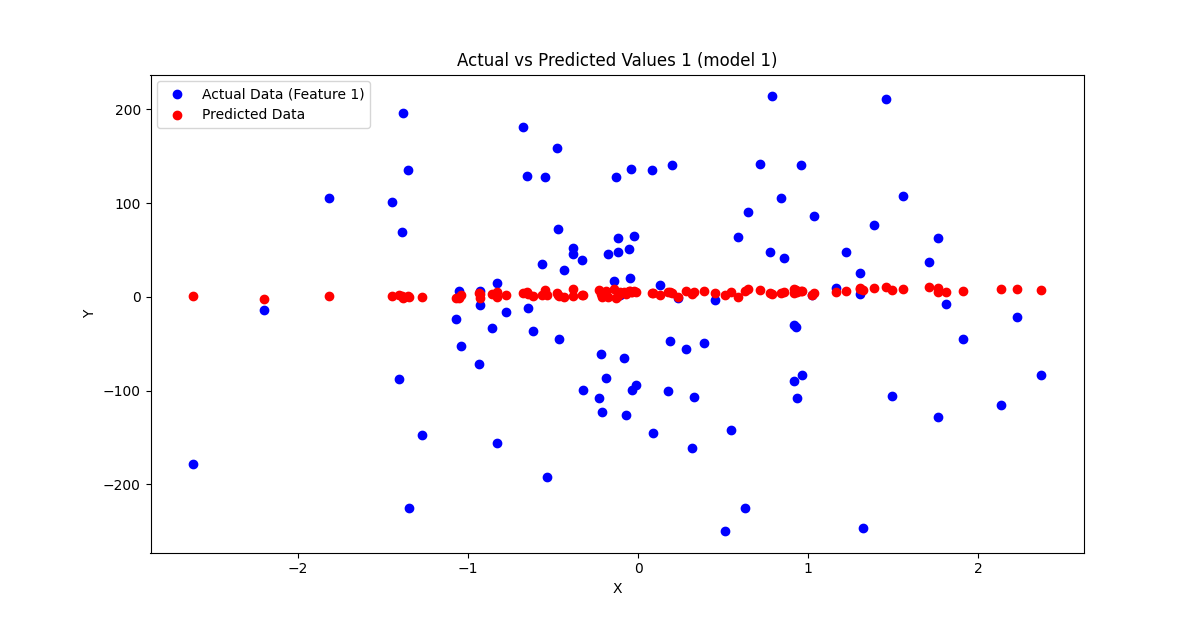 Actual vs Predicted Values 1 (model 1)
Actual Data (Feature 1)
Predicted Data
200
100
0
−100
−200
Y
−2
−1
0
1
2
X